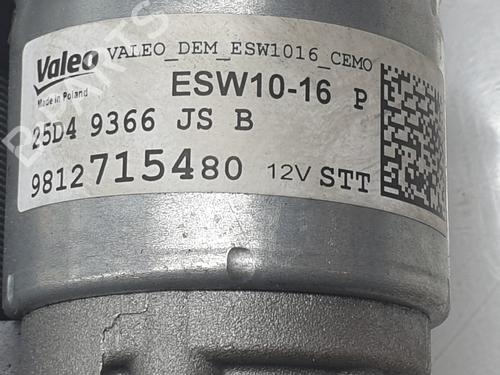 Valeo VALEO_DEM_ESW1016_CEMO
Made in Poland ESW10-16 P
25D4 9366 JS B
9812715480 12V STT